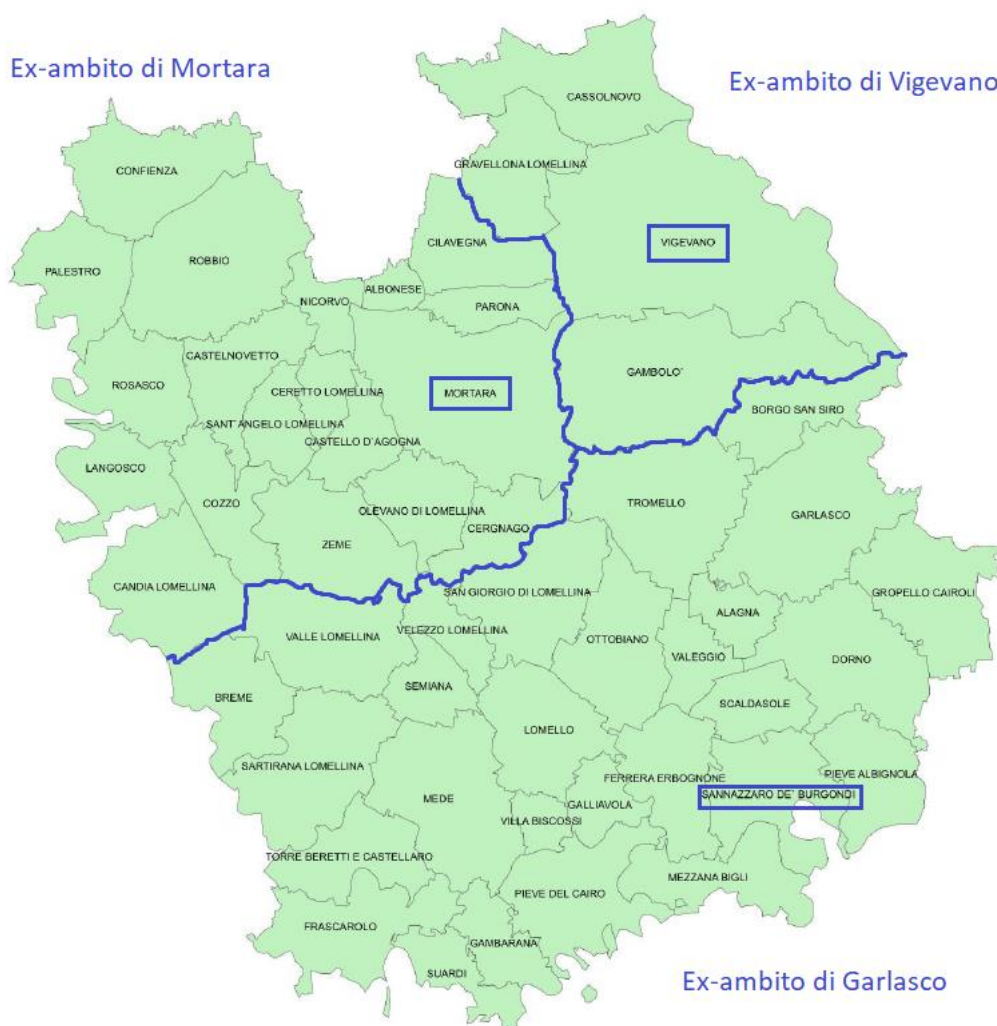 Ex-ambito di Mortara
Ex-ambito di Vigevano
CASSOLNOVO
GRAVELLONA LOMELLINA
CONFIENZA
CILAVEGNA
VIGEVANO
ROBBIO
PALESTRO
ALBONESE
NICORVO
PARONA
CASTELNOVETTO
GAMBOLO'
ROSASCO
CERETTO LOMELLINA
MORTARA
BORGO SAN SIRO
SANT'ANGELO LOMELLINA
CASTELLO D'AGOGNA
LANGOSCO
COZZO
TROMELLO
OLEVANO DI LOMELLINA
GARLASCO
CERGNAGO
ZEME
CANDIA LOMELLINA
SAN GIORGIO DI LOMELLINA
GROPELLO CAIROLI
ALAGNA
VELEZZO LOMELLINA
VALLE LOMELLINA
OTTOBIANO
VALEGGIO
DORNO
SEMIANA
BREME
SCALDASOLE
LOMELLO
SARTIRANA LOMELLINA
FERRERA ERBOGNONE
PIEVE ALBIGNOLA
MEDE
SANNAZZARO DE' BURGONDI
GALLIAVOLA
VILLA BISCOSSI
TORRE BERETTI E CASTELLARO
MEZZANA BIGLI
PIEVE DEL CAIRO
FRASCAROLO
GAMBARANA
SUARDI
Ex-ambito di Garlasco